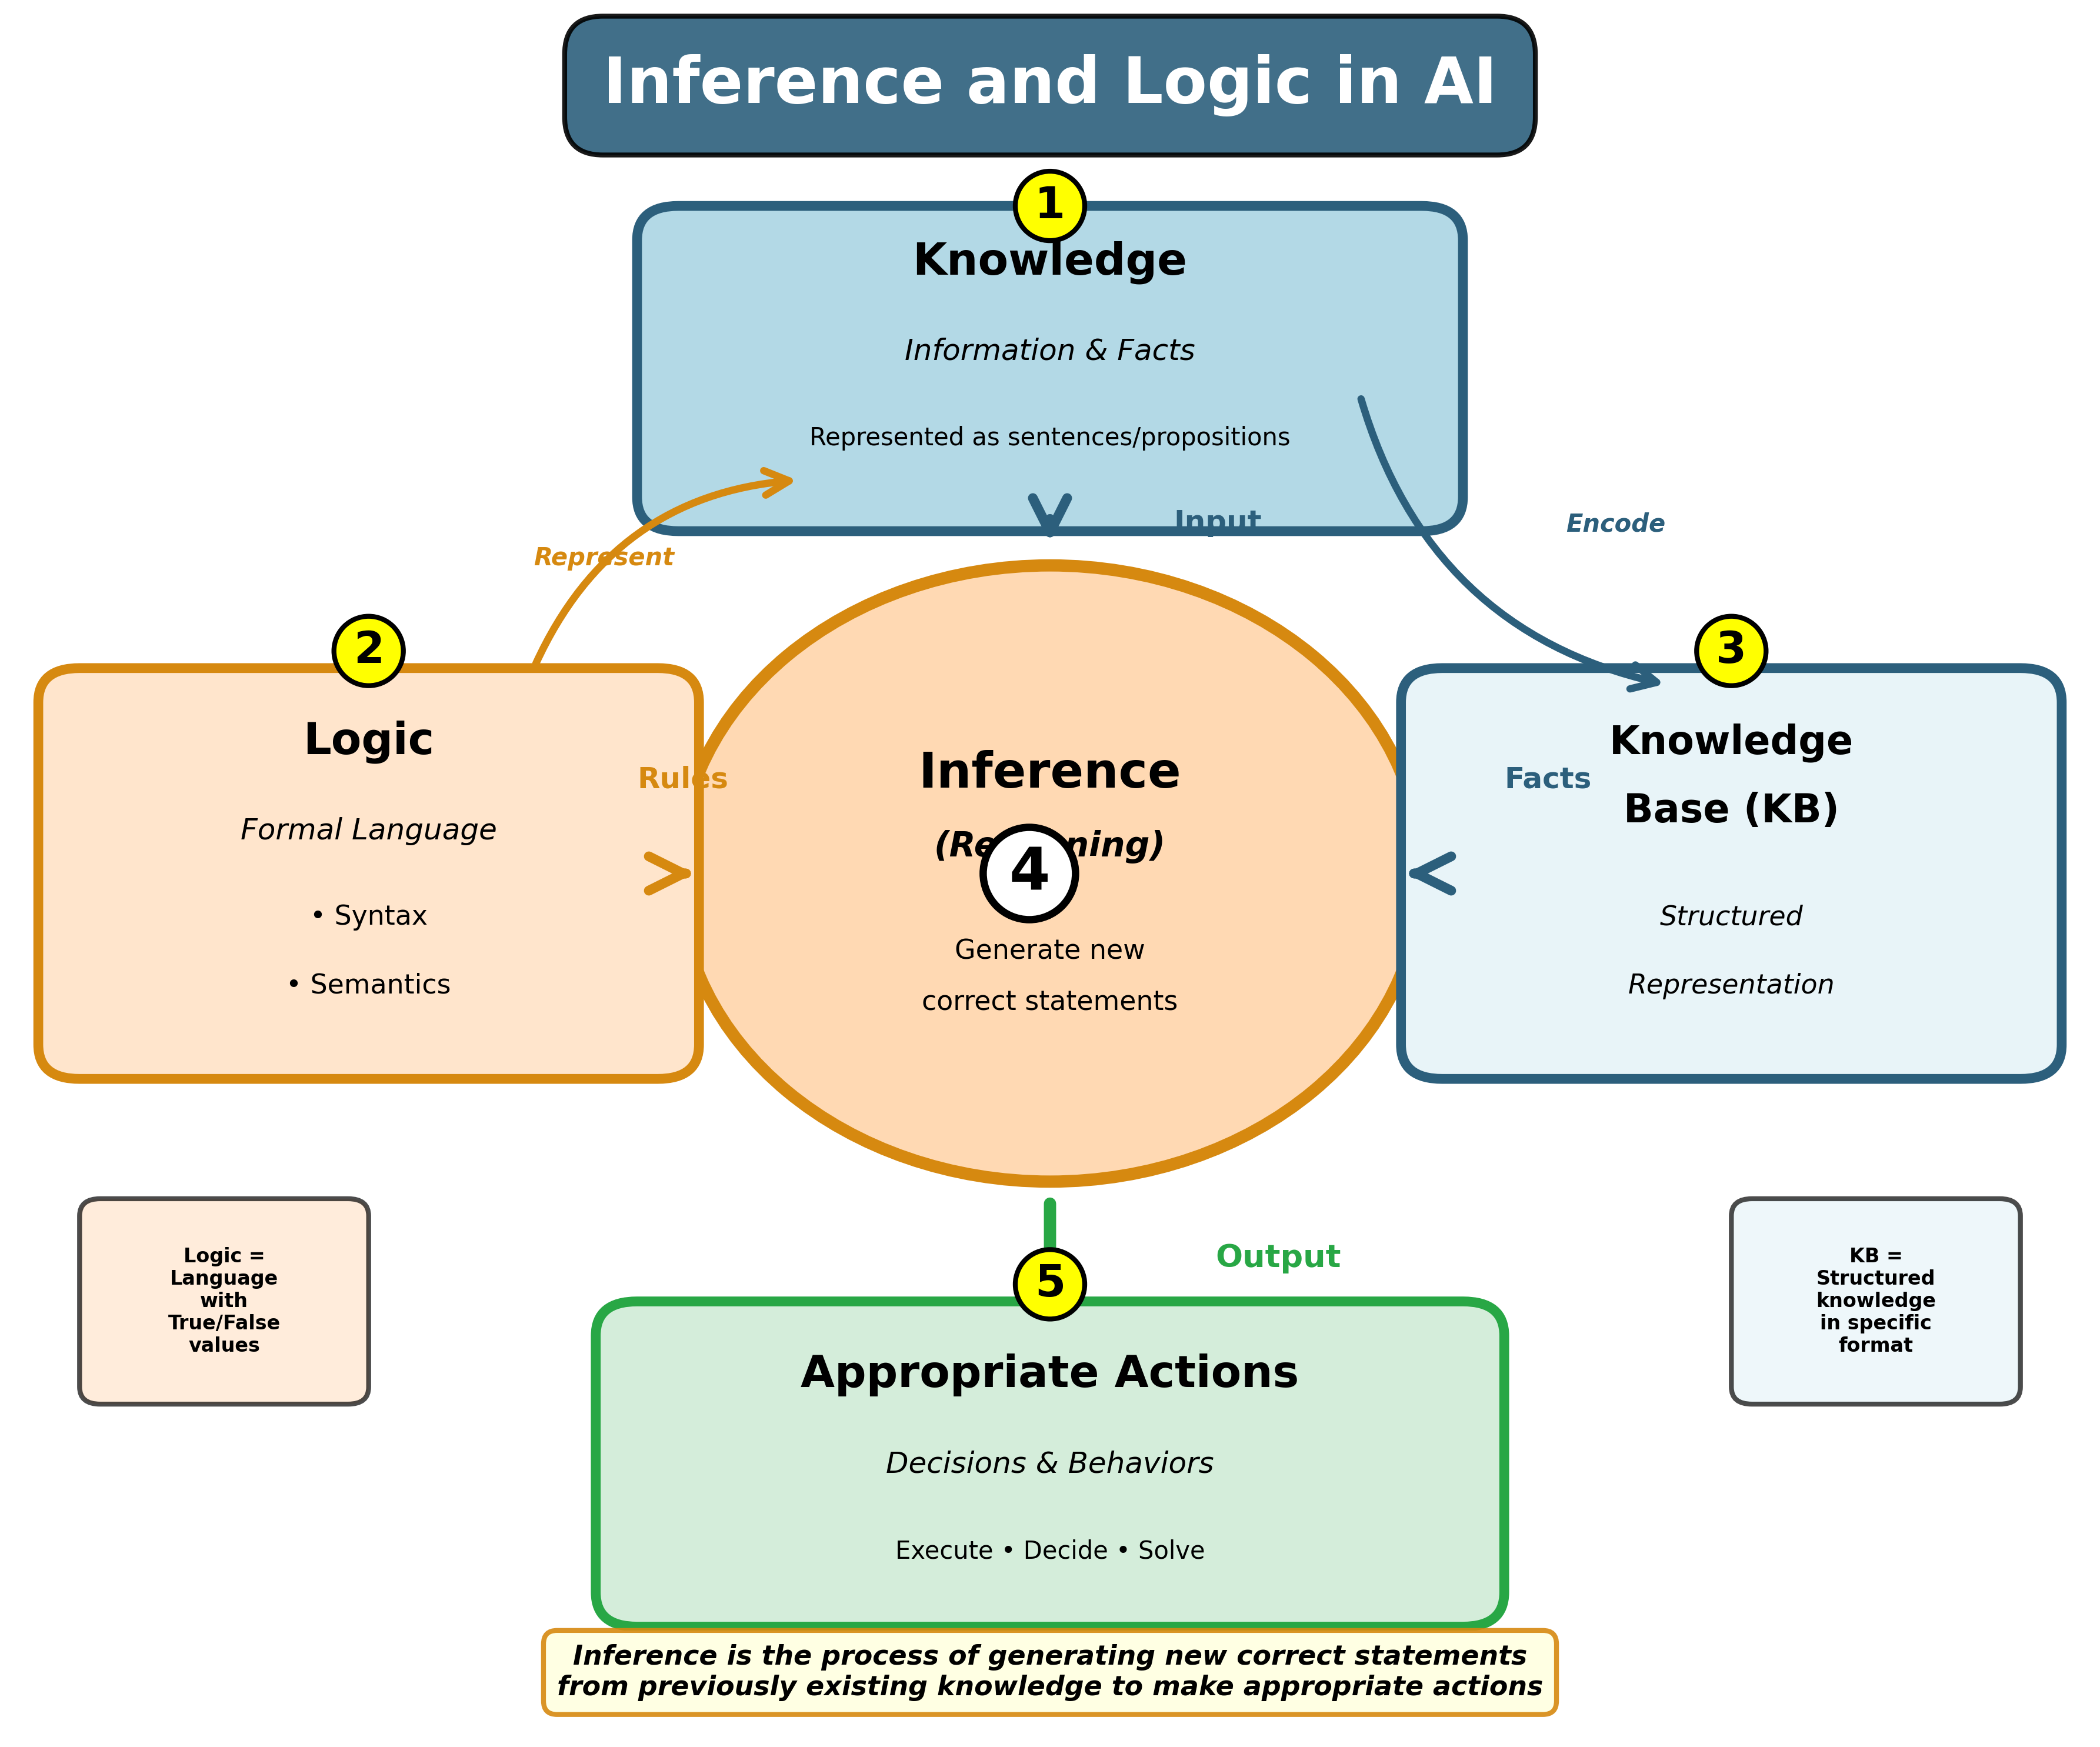 Inference and Logic in AI
1
Knowledge
Information & Facts
Represented as sentences/propositions
Input
Encode
Represent
2
Logic
Formal Language
• Syntax
• Semantics
Rules
Inference
(Reasoning)
4
Generate new
correct statements
3
Knowledge
Base (KB)
Facts
Structured
Representation
Logic =
Language
with
True/False
values
Output
KB =
Structured
knowledge
in specific
format
5
Appropriate Actions
Decisions & Behaviors
Execute • Decide • Solve
Inference is the process of generating new correct statements
from previously existing knowledge to make appropriate actions